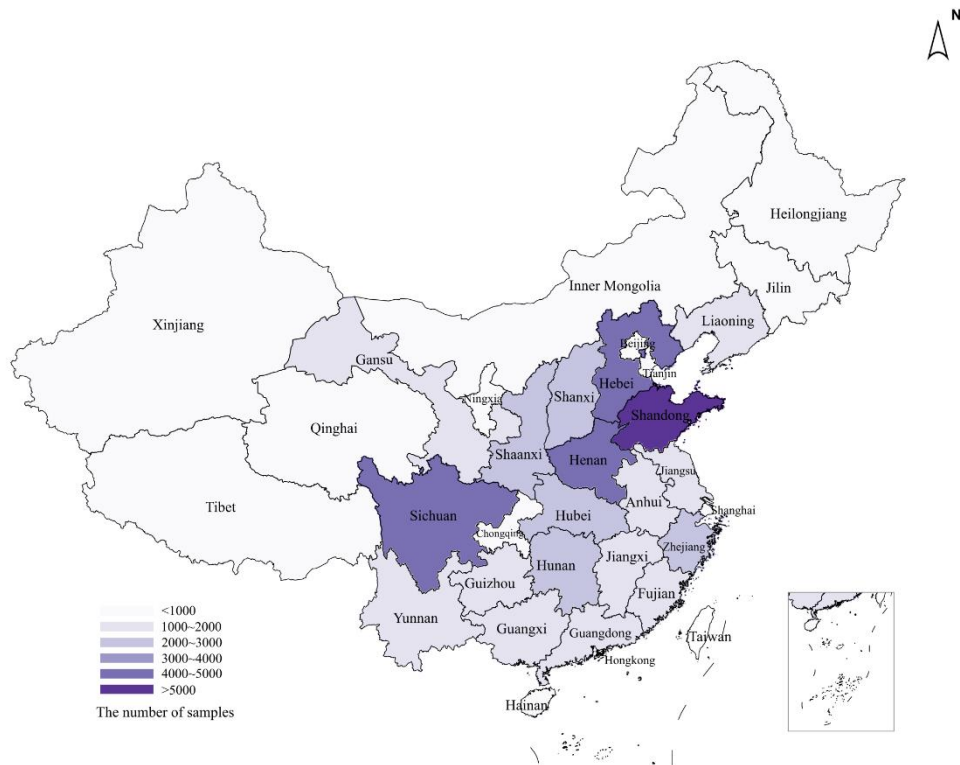 N
Heilongjiang
Jilin
Inner Mongolia
Liaoning
Xinjiang
Beijing
Gansu
Tianjin
Hebei
Ningxia
Shanxi
Shandong
Qinghai
Shaanxi
Henan
Jiangsu
Anhui
Tibet
Sichuan
Shanghai
Hubei
Chongqing
Zhejiang
Hunan
Jiangxi
Guizhou
Fujian
Yunnan
Guangxi
Guangdong
Taiwan
Hongkong
Hainan
<1000
1000~2000
2000~3000
3000~4000
4000~5000
>5000
The number of samples